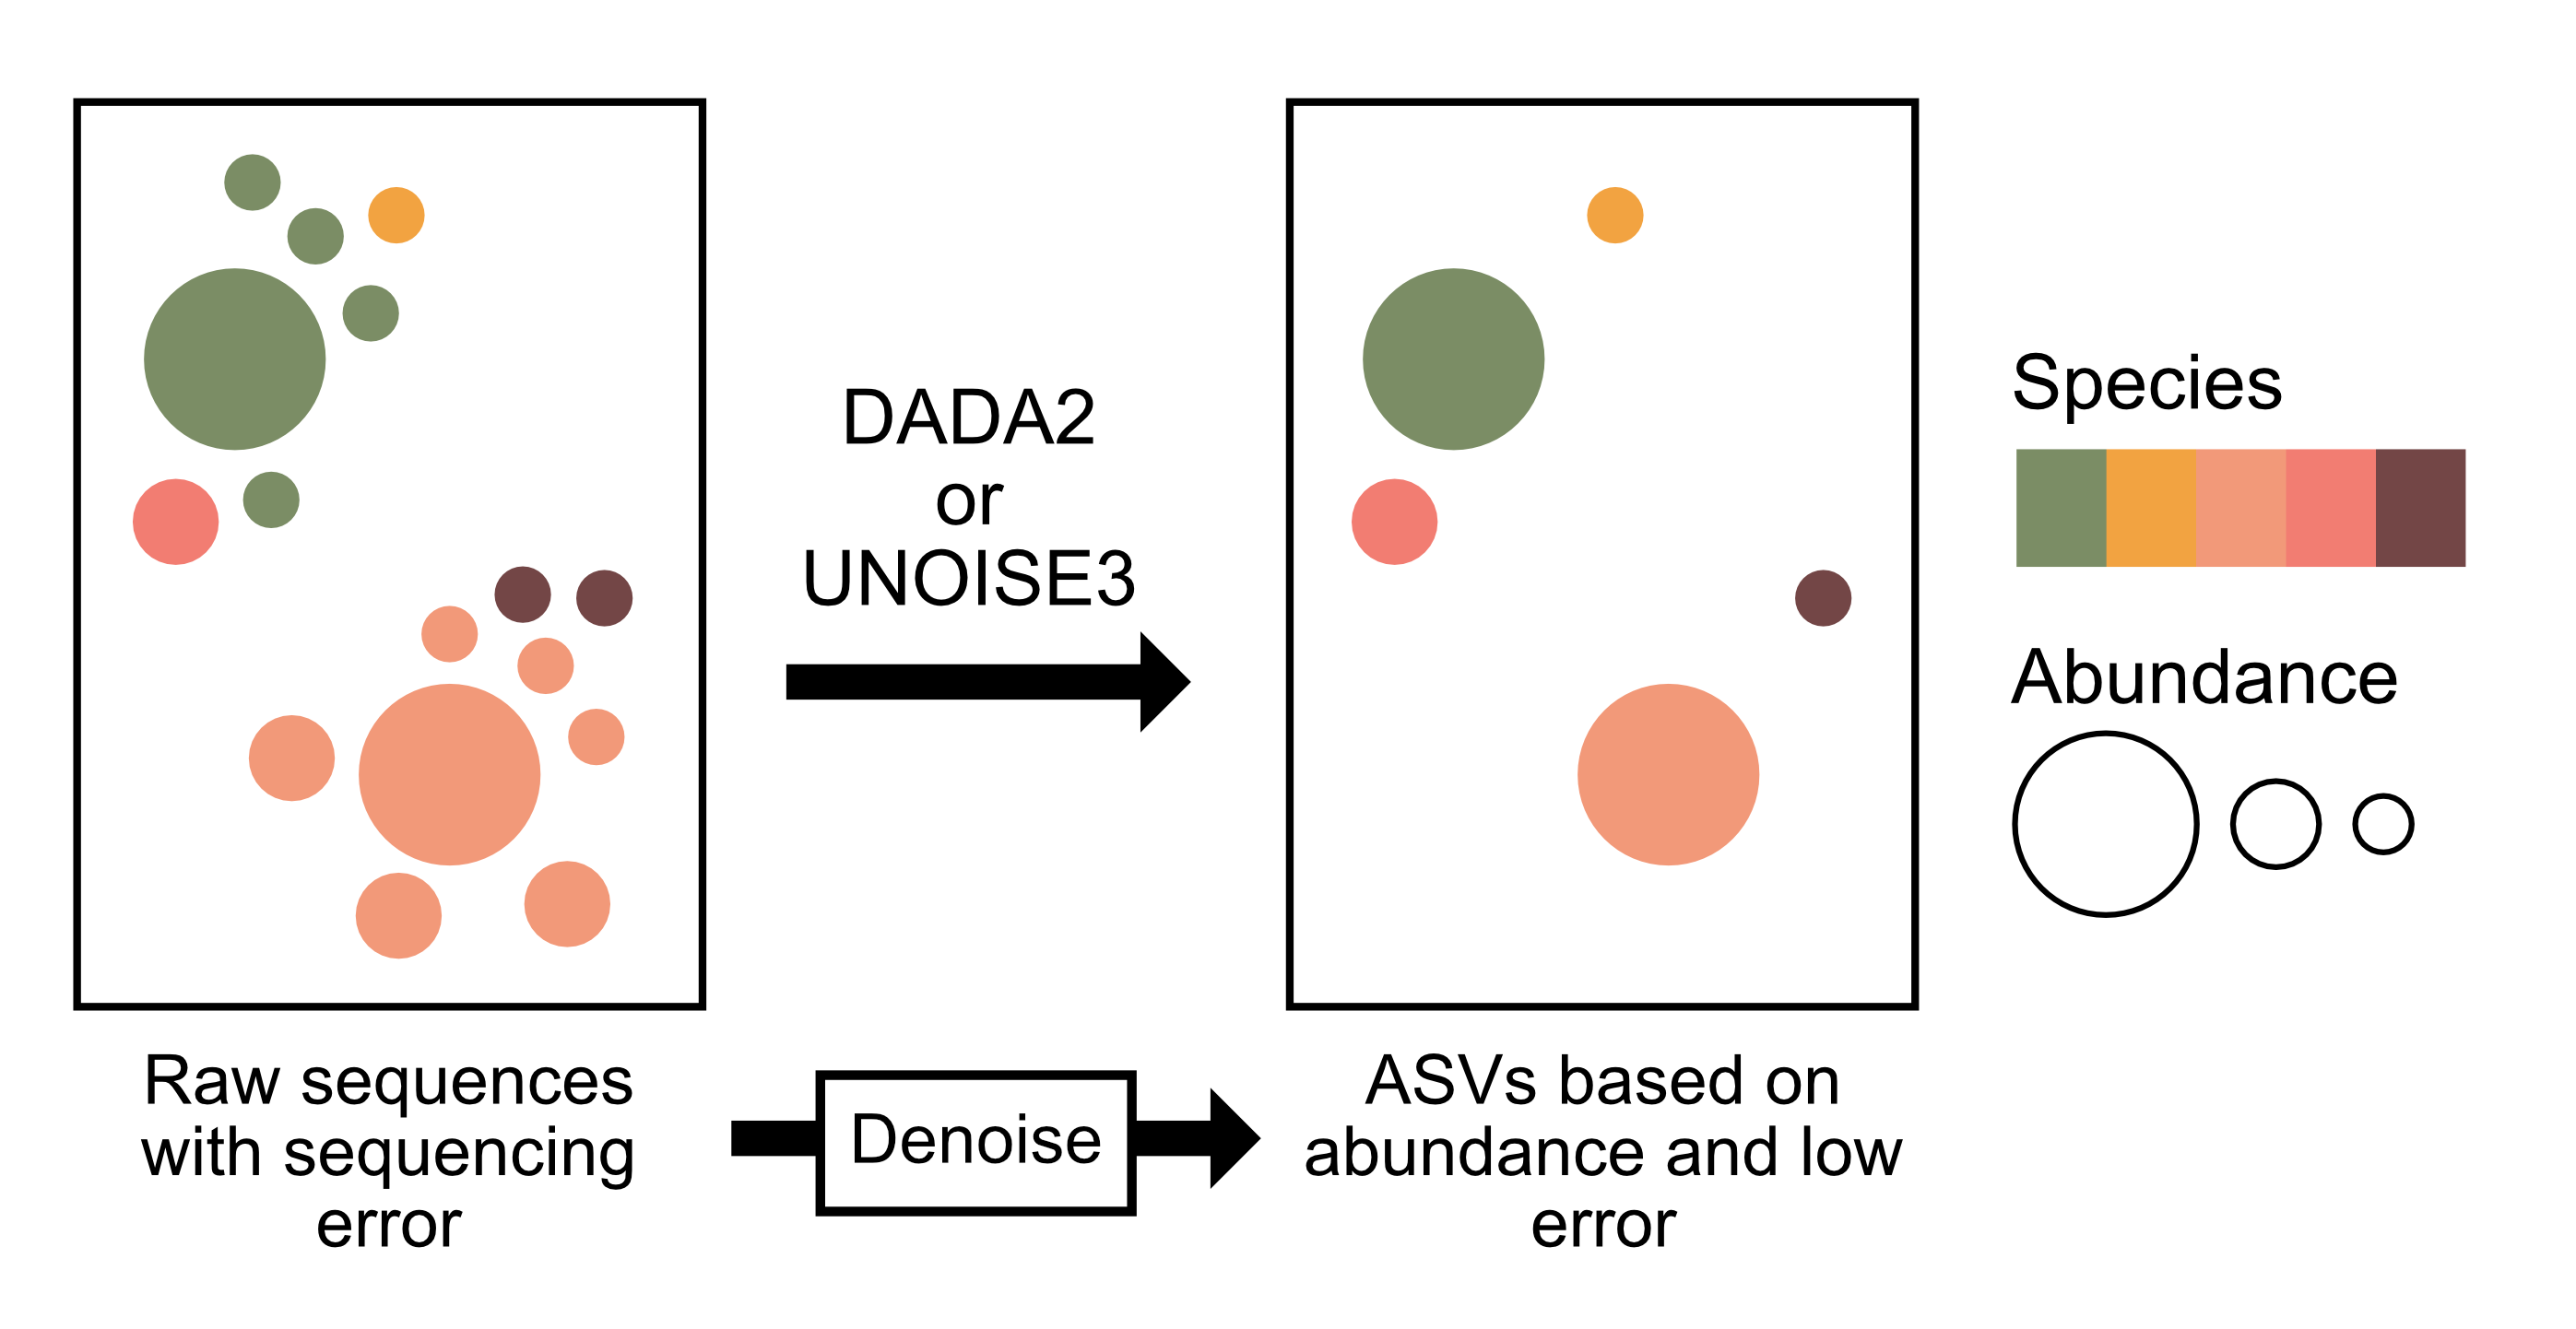 DADA2
or
UNOISE3
Species
Abundance
Raw sequences
with sequencing
error
Denoise
ASVs based on
abundance and low
error